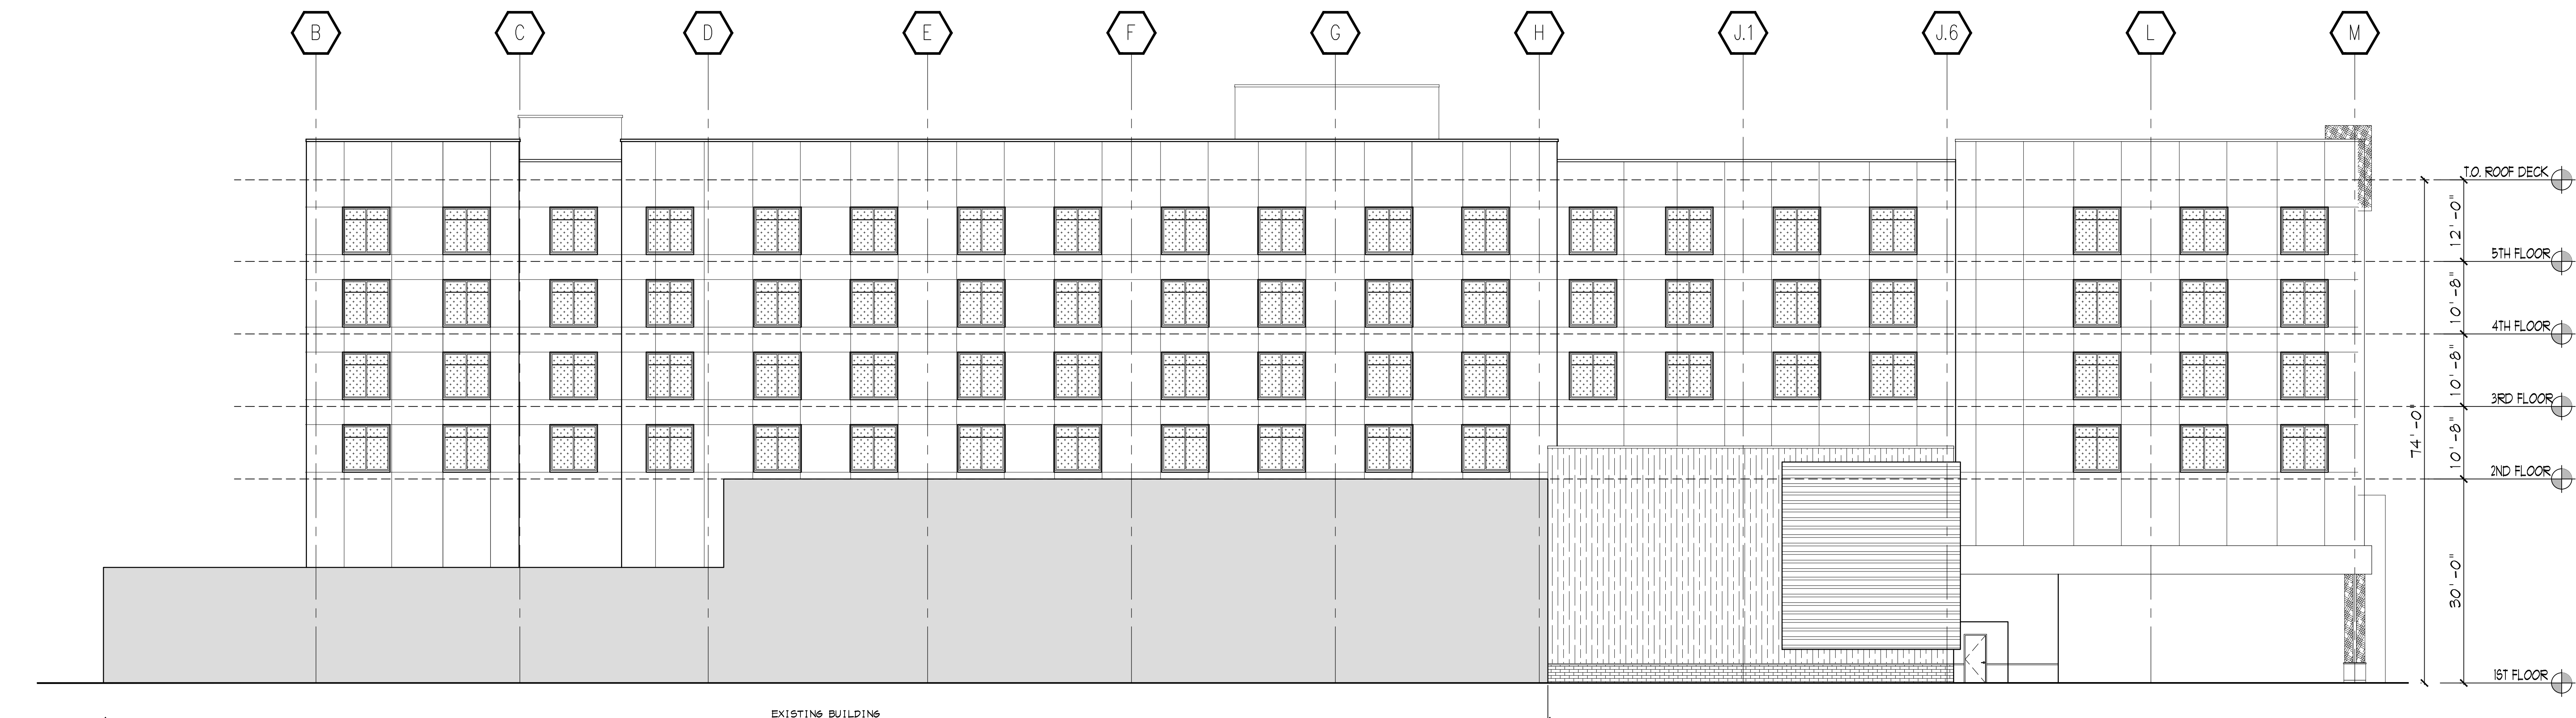 B C D E F G H J.1 J.6 L M
T.O. ROOF DECK
12'-0"
5TH FLOOR
10'-8"
4TH FLOOR
10'-8"
3RD FLOOR
74'-0"
10'-8"
2ND FLOOR
30'-0"
1ST FLOOR
EXISTING BUILDING